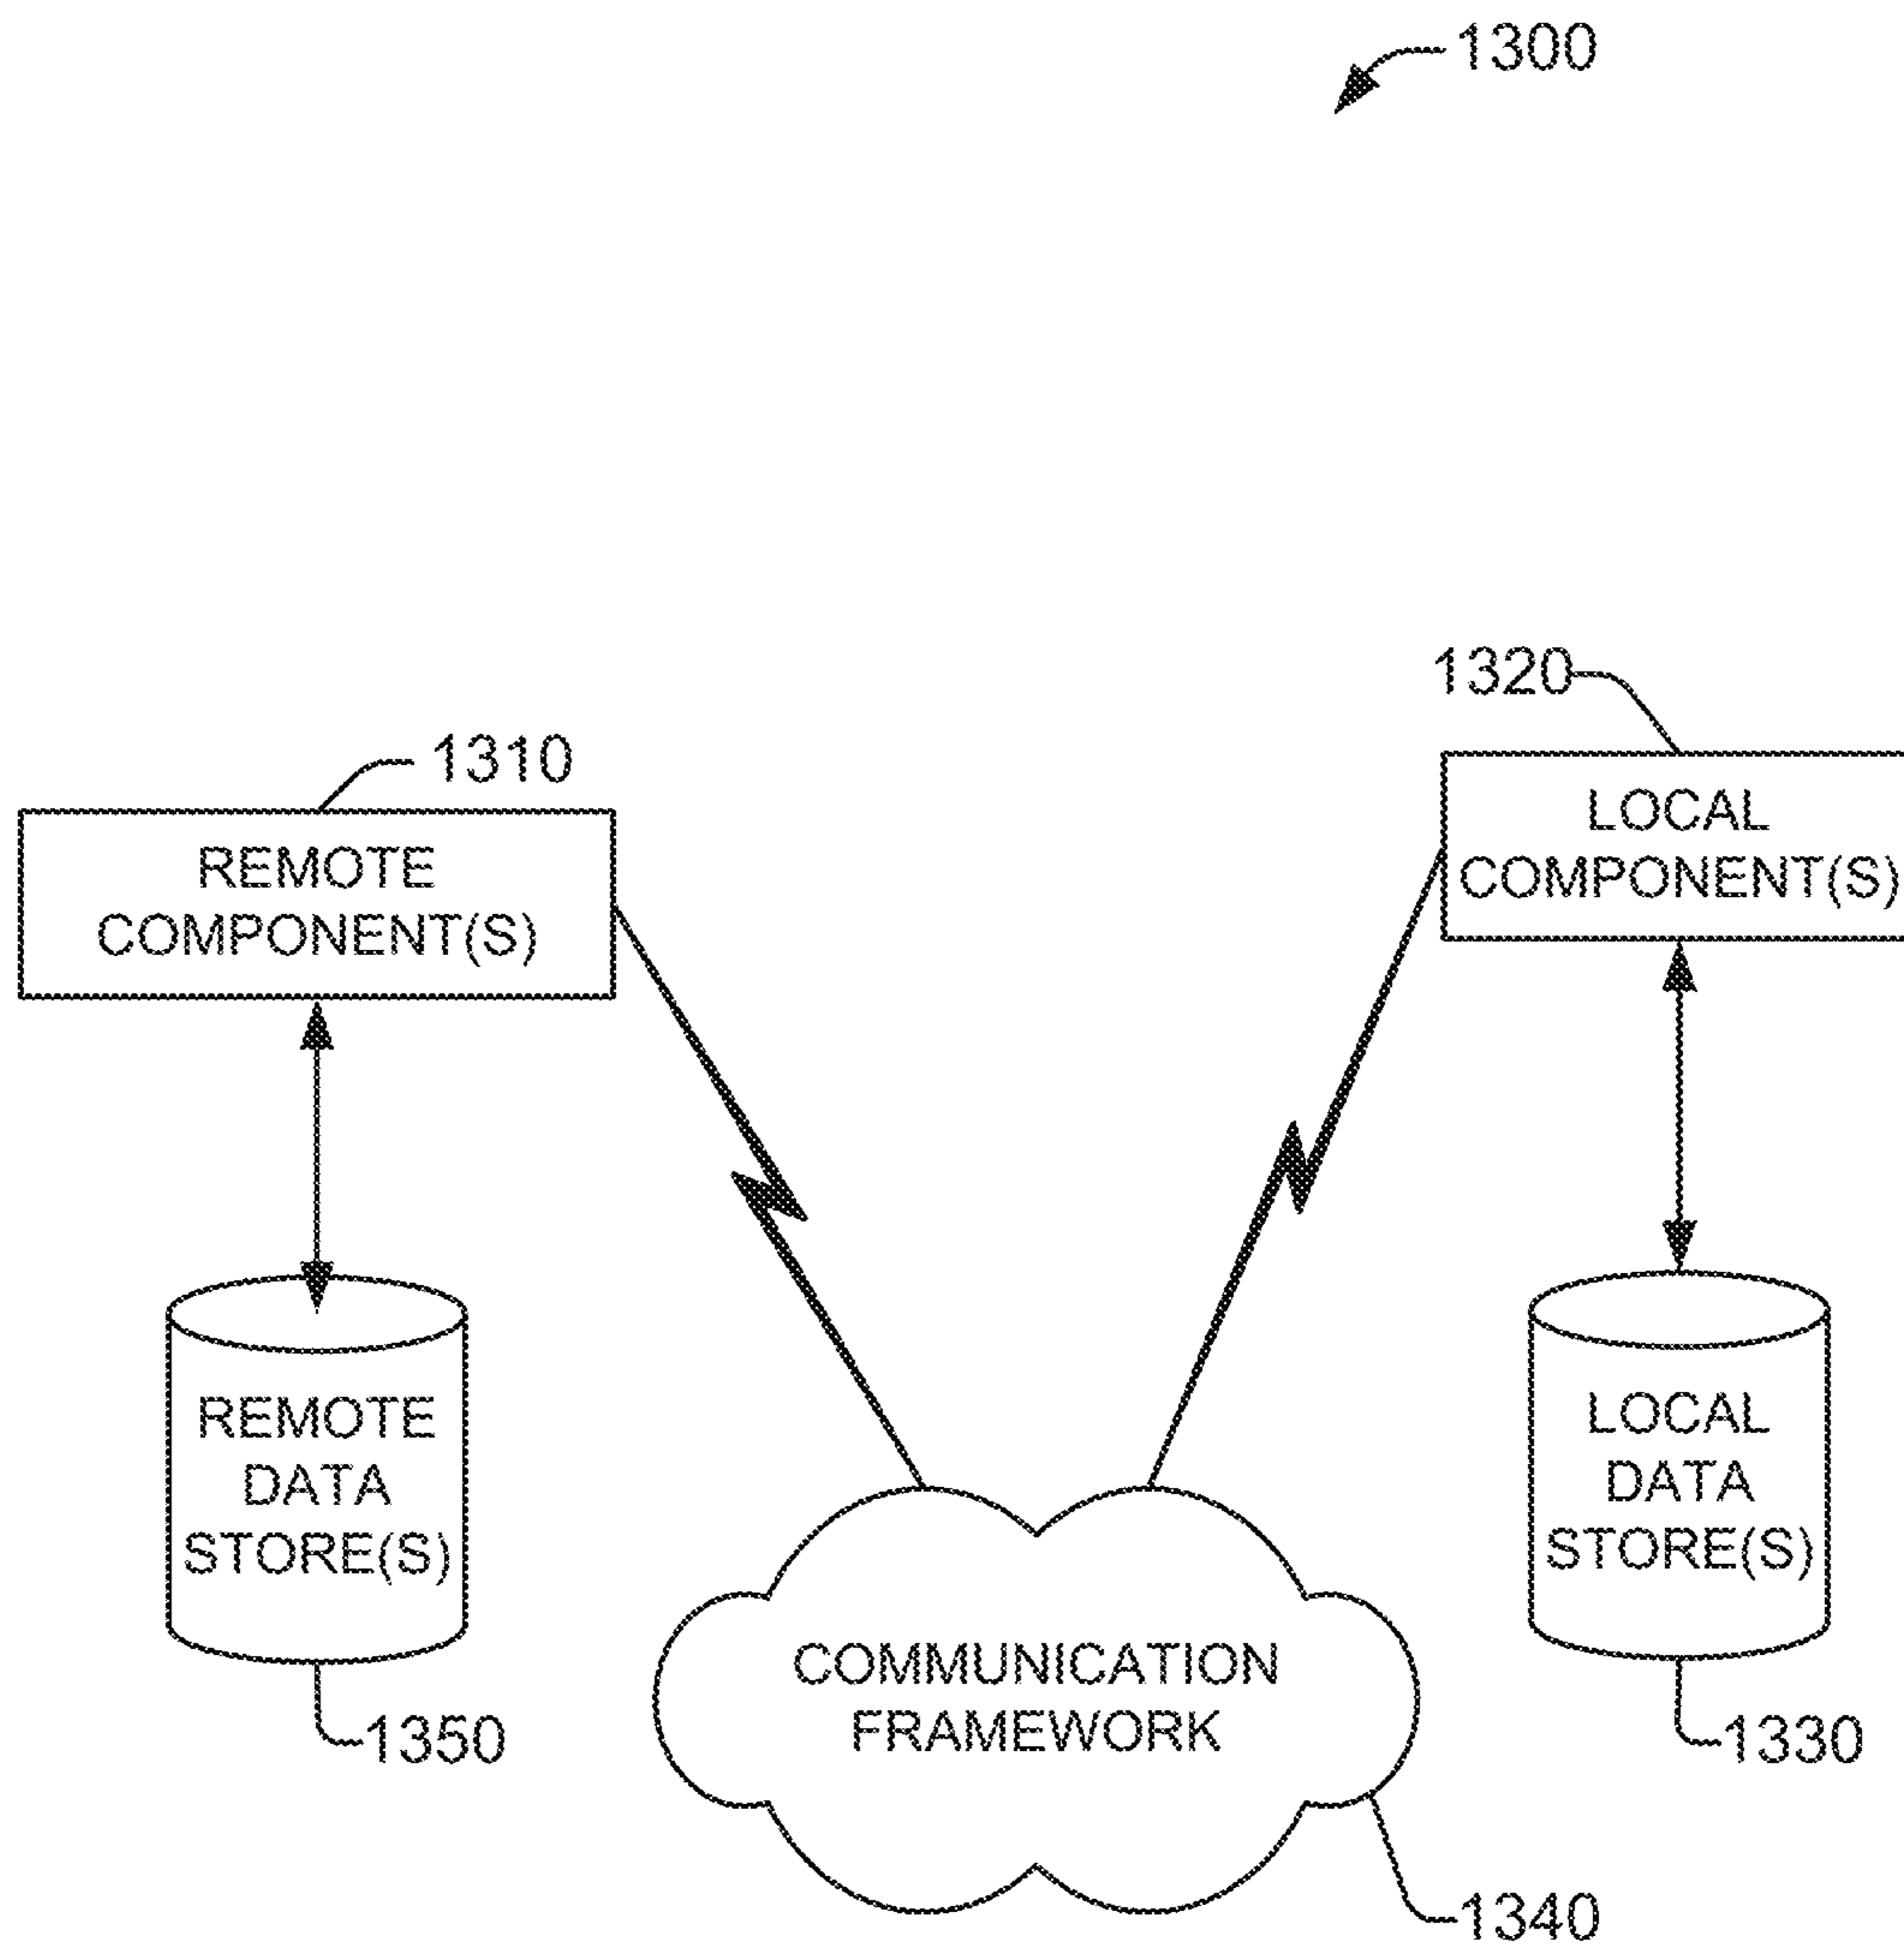 1300
1320
1310
LOCAL
COMPONENT(S)
REMOTE
COMPONENT(S)
REMOTE
DATA
STORE(S)
LOCAL
DATA
STORE(S)
COMMUNICATION
FRAMEWORK
1350
1330
1340